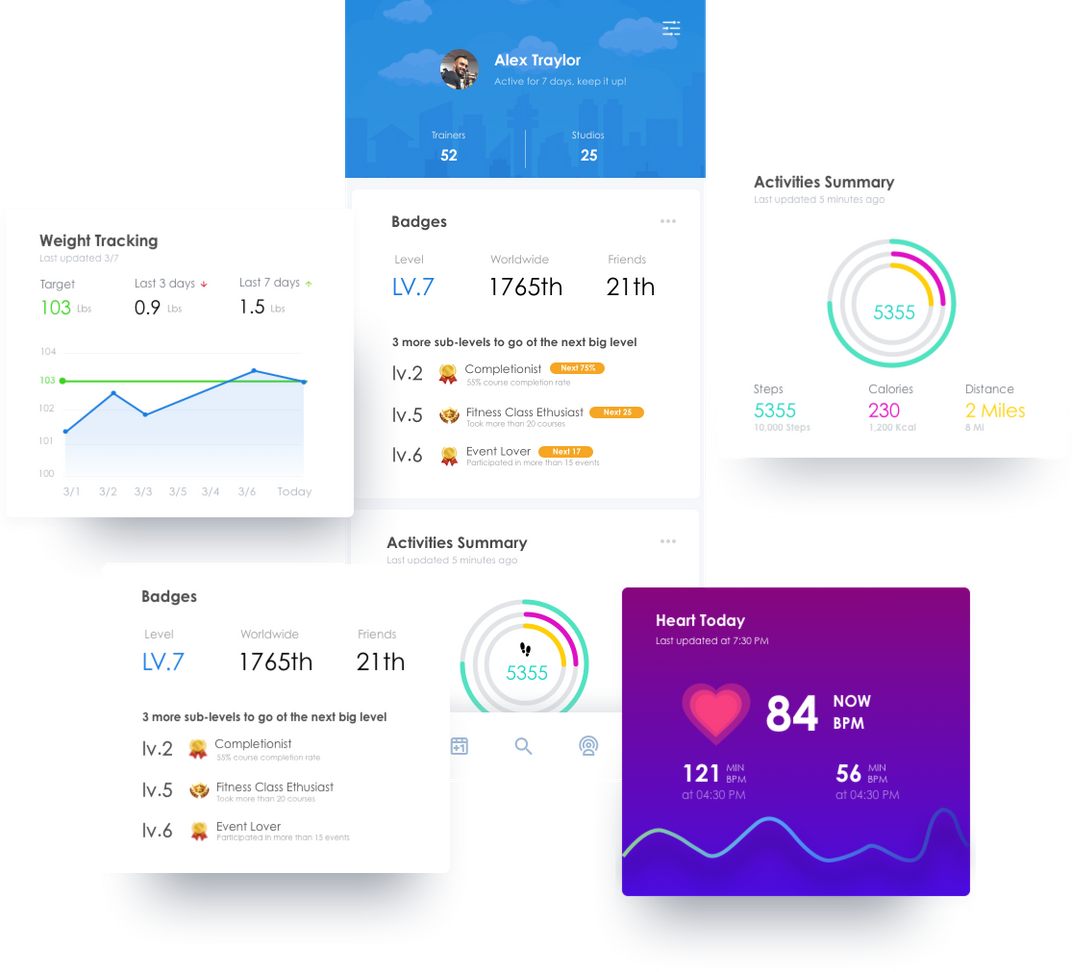 Alex Traylor
Active for 7 days, keep it up!
Trainers Studios
52 25
Weight Tracking
Last updated 3/7
Target Last 3 days Last 7 days
103 Lbs 0.9 Lbs 1.5 Lbs
104
103
102
101
100
3/1 3/2 3/3 3/5 3/4 3/6 Today
Badges
Level Worldwide Friends
LV.7 1765th 21th
3 more sub-levels to go ot the next big level
lv.2 Completionist Next 75%
55% course completion rate
lv.5 Fitness Class Ethusiast Next 25
Took more than 20 courses
lv.6 Event Lover Next 17
Participated in more than 15 events
Activities Summary
Last updated 5 minutes ago
5355
Steps Calories Distance
5355 230 2 Miles
10,000 Steps 1,200 Kcal 8 Mi
Activities Summary
Last updated 5 minutes ago
5355
+1
Badges
Level Worldwide Friends
LV.7 1765th 21th
3 more sub-levels to go ot the next big level
lv.2 Completionist
55% course completion rate
lv.5 Fitness Class Ethusiast
Took more than 20 courses
lv.6 Event Lover
Participated in more than 15 events
Heart Today
Last updated at 7:30 PM
84 NOW
BPM
121 MIN BPM 56 MIN BPM
at 04:30 PM at 04:30 PM